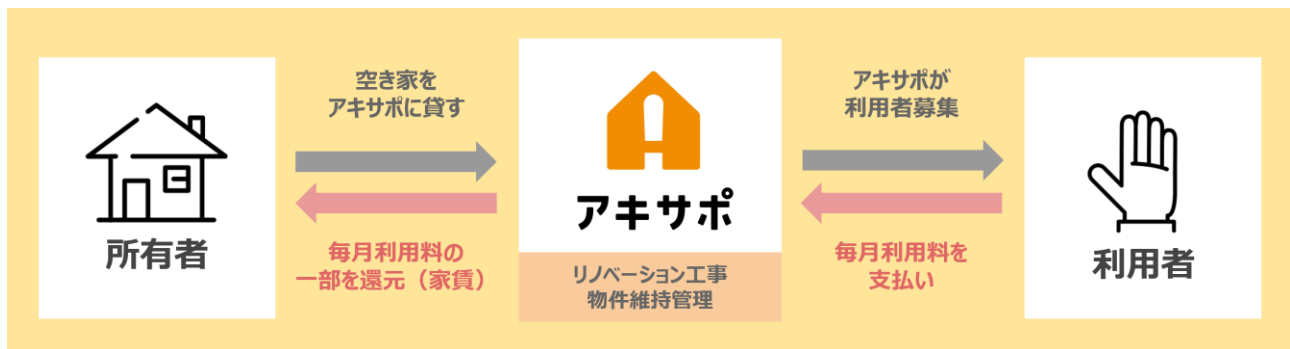 所有者
空き家を
アキサポに貸す
毎月利用料の
一部を還元（家賃）
アキサポ
リノベーション工事
物件維持管理
アキサポが
利用者募集
毎月利用料を
支払い
利用者